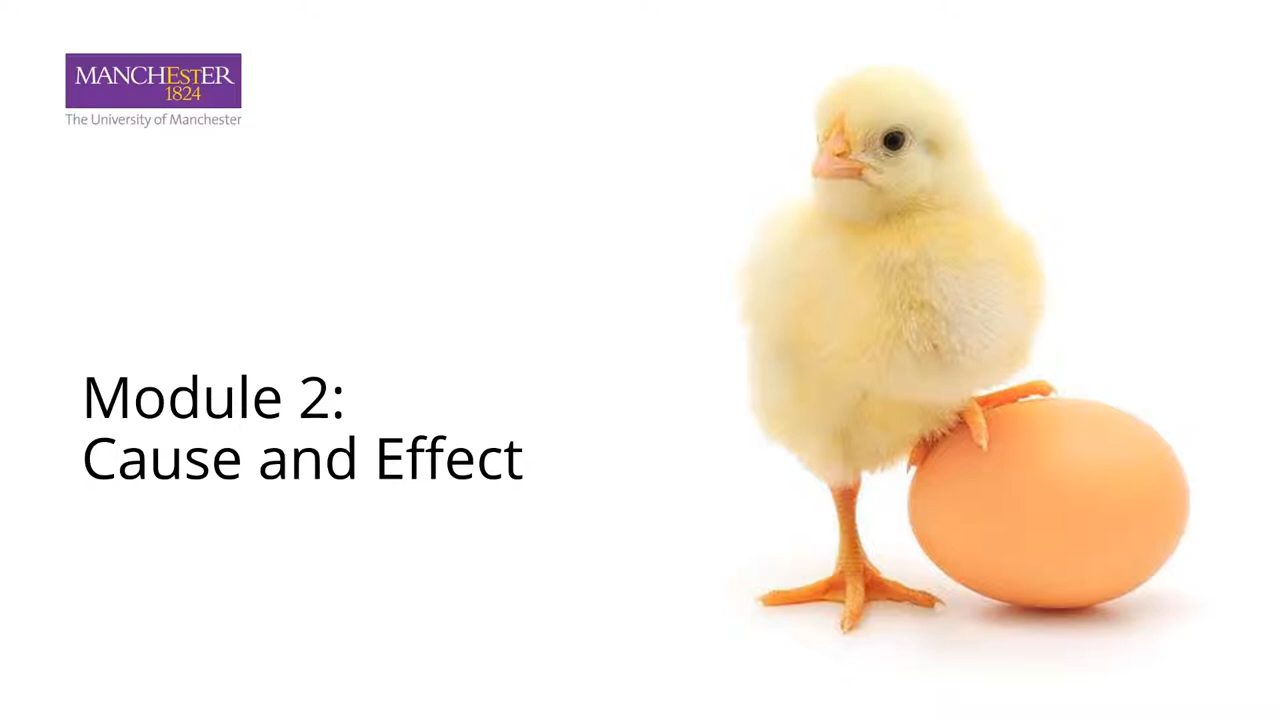 MANCHESTER
1824
The University of Manchester
Module 2:
Cause and Effect